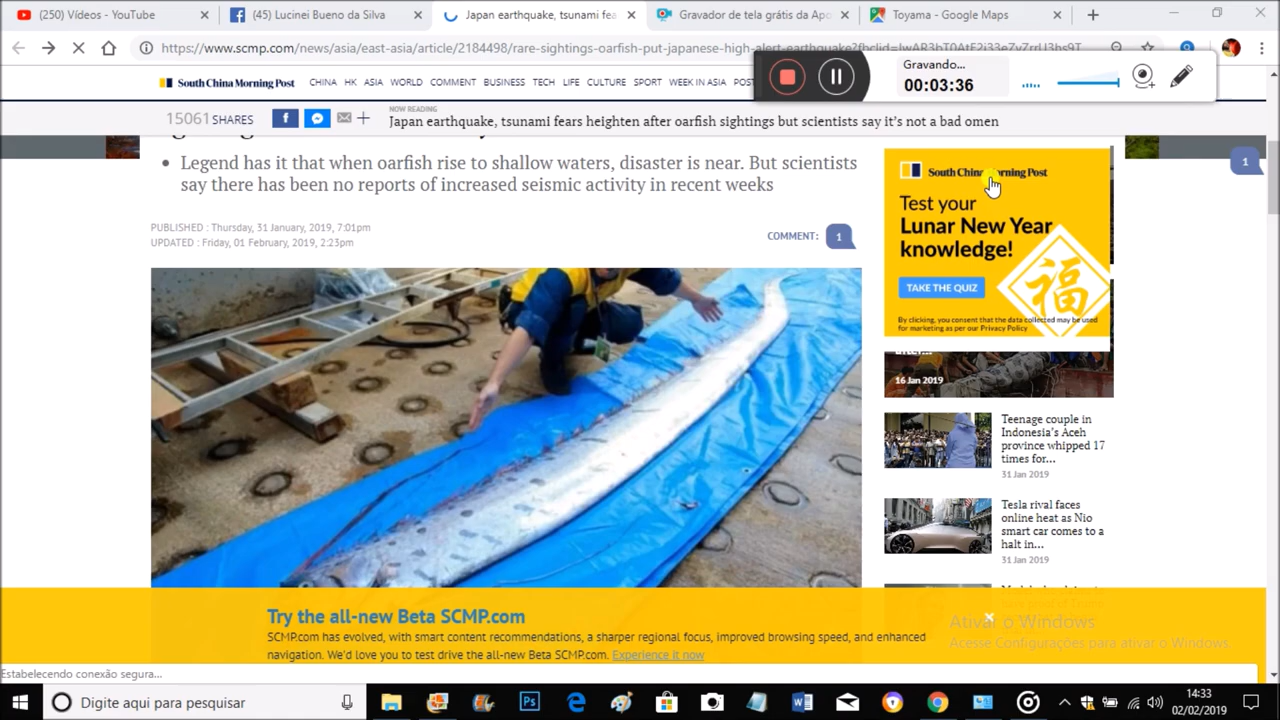 (250) Vídeos - YouTube
(45) Lucinei Bueno da Silva
Japan earthquake, tsunami fea
Gravador de tela grátis da Apo
Toyama - Google Maps
https://www.scmp.com/news/asia/east-asia/article/2184498/rare-sightings-oarfish-put-japanese-high-alert-earthquake?fbclid=
Gravando...
00:03:36
South China Morning Post
CHINA HK ASIA WORLD COMMENT BUSINESS TECH LIFE CULTURE SPORT WEEK IN ASIA POST
15061 SHARES
NOW READING
Japan earthquake, tsunami fears heighten after oarfish sightings but scientists say it's not a bad omen
1
• Legend has it that when oarfish rise to shallow waters, disaster is near. But scientists
say there has been no reports of increased seismic activity in recent weeks
PUBLISHED : Thursday, 31 January, 2019, 7:01pm
UPDATED : Friday, 01 February, 2019, 2:23pm
COMMENT: 1
South China Morning Post
Test your
Lunar New Year
knowledge!
TAKE THE QUIZ
福
By clicking, you consent that the data collected may be used
for marketing as per our Privacy Policy
after...
16 Jan 2019
Teenage couple in
Indonesia's Aceh
province whipped 17
times for...
31 Jan 2019
Tesla rival faces
online heat as Nio
smart car comes to a
halt in...
31 Jan 2019
Try the all-new Beta SCMP.com
SCMP.com has evolved, with smart content recommendations, a sharper regional focus, improved browsing speed, and enhanced
navigation. We'd love you to test drive the all-new Beta SCMP.com. Experience it now
Ativar o Windows
Acesse Configurações para ativar o Windows.
Estabelecendo conexão segura...
Digite aqui para pesquisar
14:33
02/02/2019